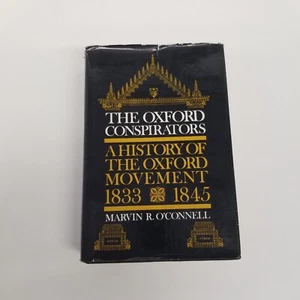 THE OXFORD
CONSPIRATORS
A HISTORY OF
THE OXFORD
MOVEMENT
1833 1845
MARVIN R. O'CONNELL